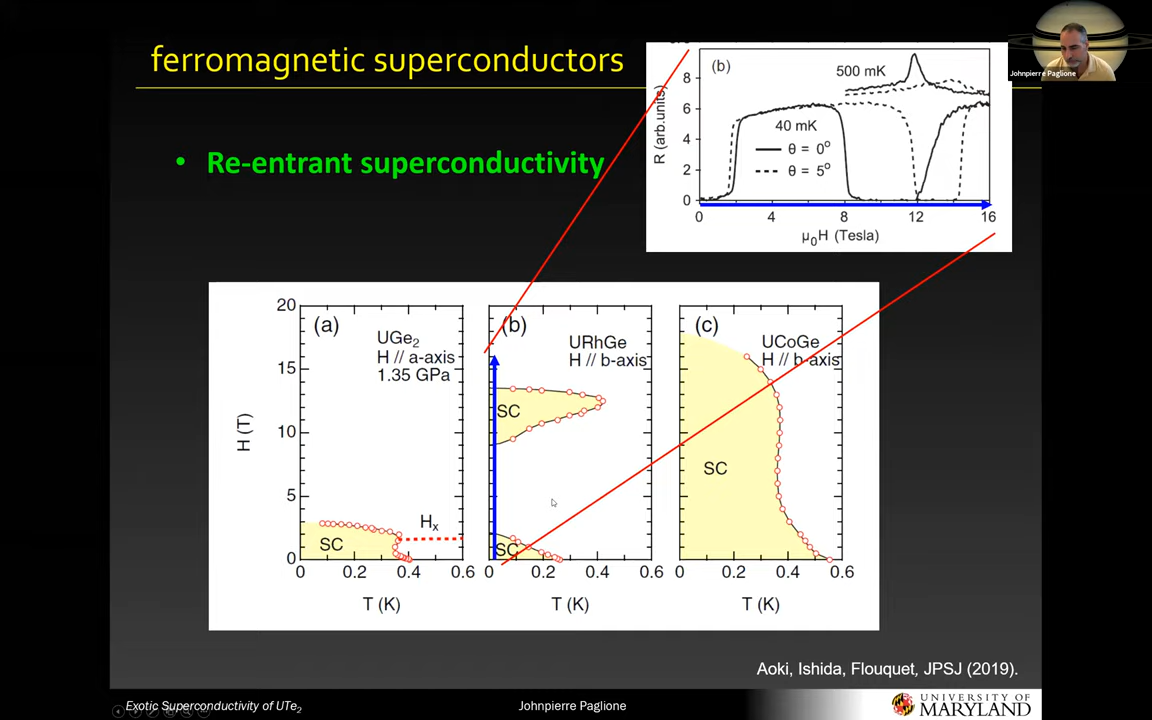 ferromagnetic superconductors
Johnpierre Paglione
• Re-entrant superconductivity
(b)
500 mK
40 mK
θ = 0°
θ = 5°
R (arb.units)
8
6
4
2
0
0 4 8 12 16
μ0H (Tesla)
20
15
10
5
0
H (T)
(a)
UGe2
H // a-axis
1.35 GPa
Hx
SC
0 0.2 0.4 0.6
T (K)
(b)
URhGe
H // b-axis
SC
SC
0 0.2 0.4 0.6
T (K)
(c)
UCoGe
H // b-axis
SC
0 0.2 0.4 0.6
T (K)
Aoki, Ishida, Flouquet, JPSJ (2019).
Exotic Superconductivity of UTe2
Johnpierre Paglione
UNIVERSITY OF
MARYLAND